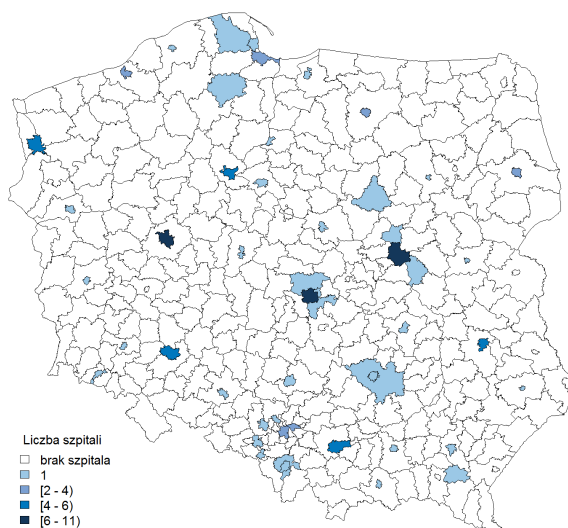 Liczba szpitali
brak szpitala
1
[2 - 4)
[4 - 6)
[6 - 11)